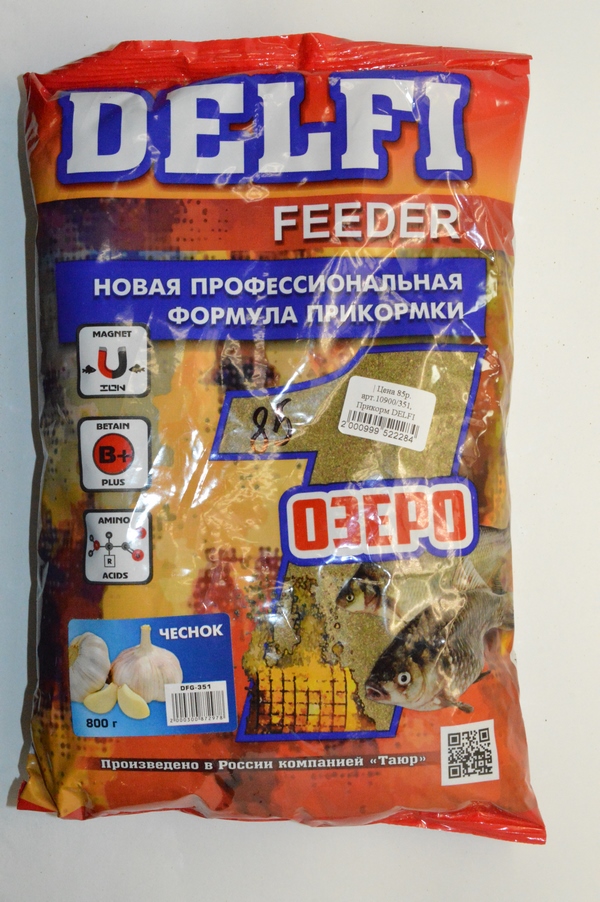 DELFI
FEEDER
НОВАЯ ПРОФЕССИОНАЛЬНАЯ
ФОРМУЛА ПРИКОРМКИ
MAGNET
ION
BETAIN
B+
PLUS
AMINO
R
ACIDS
85
Цена 85р.
арт.10900/351,
Прикорм DELFI
2 000999 522284
ОЗЕРО
ЧЕСНОК
DFG-351
800 г
Произведено в России компанией «Таюр»